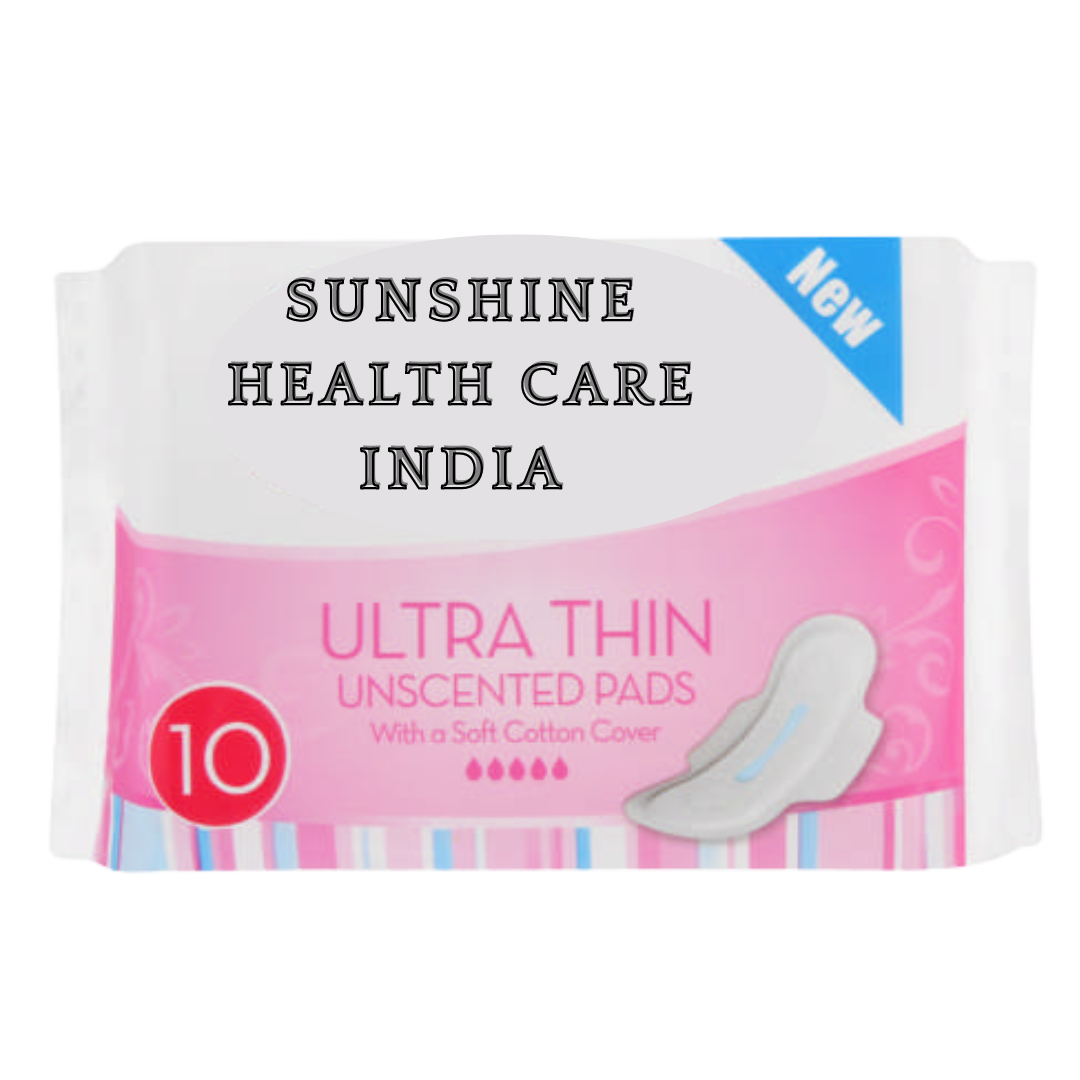 SUNSHINE
HEALTH CARE
INDIA
New
ULTRA THIN
UNSCENTED PADS
With a Soft Cotton Cover
10